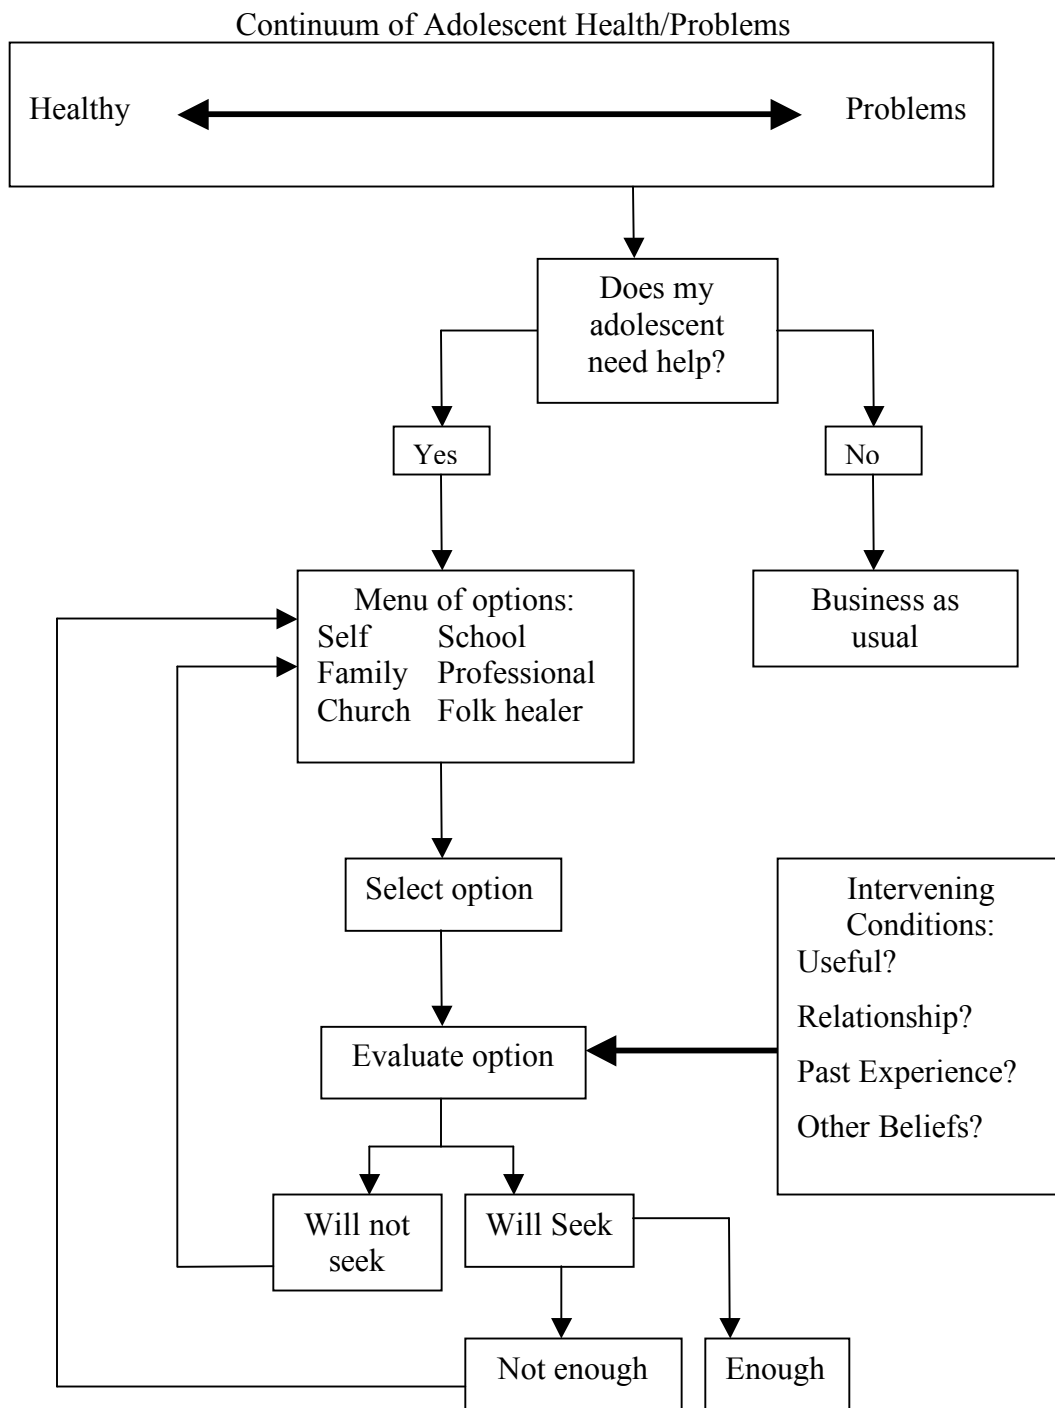 Continuum of Adolescent Health/Problems
Healthy Problems
Does my
adolescent
need help?
Yes
No
Menu of options:
Self School
Family Professional
Church Folk healer
Business as
usual
Select option
Intervening
Conditions:
Useful?
Relationship?
Past Experience?
Other Beliefs?
Evaluate option
Will not
seek
Will Seek
Not enough
Enough